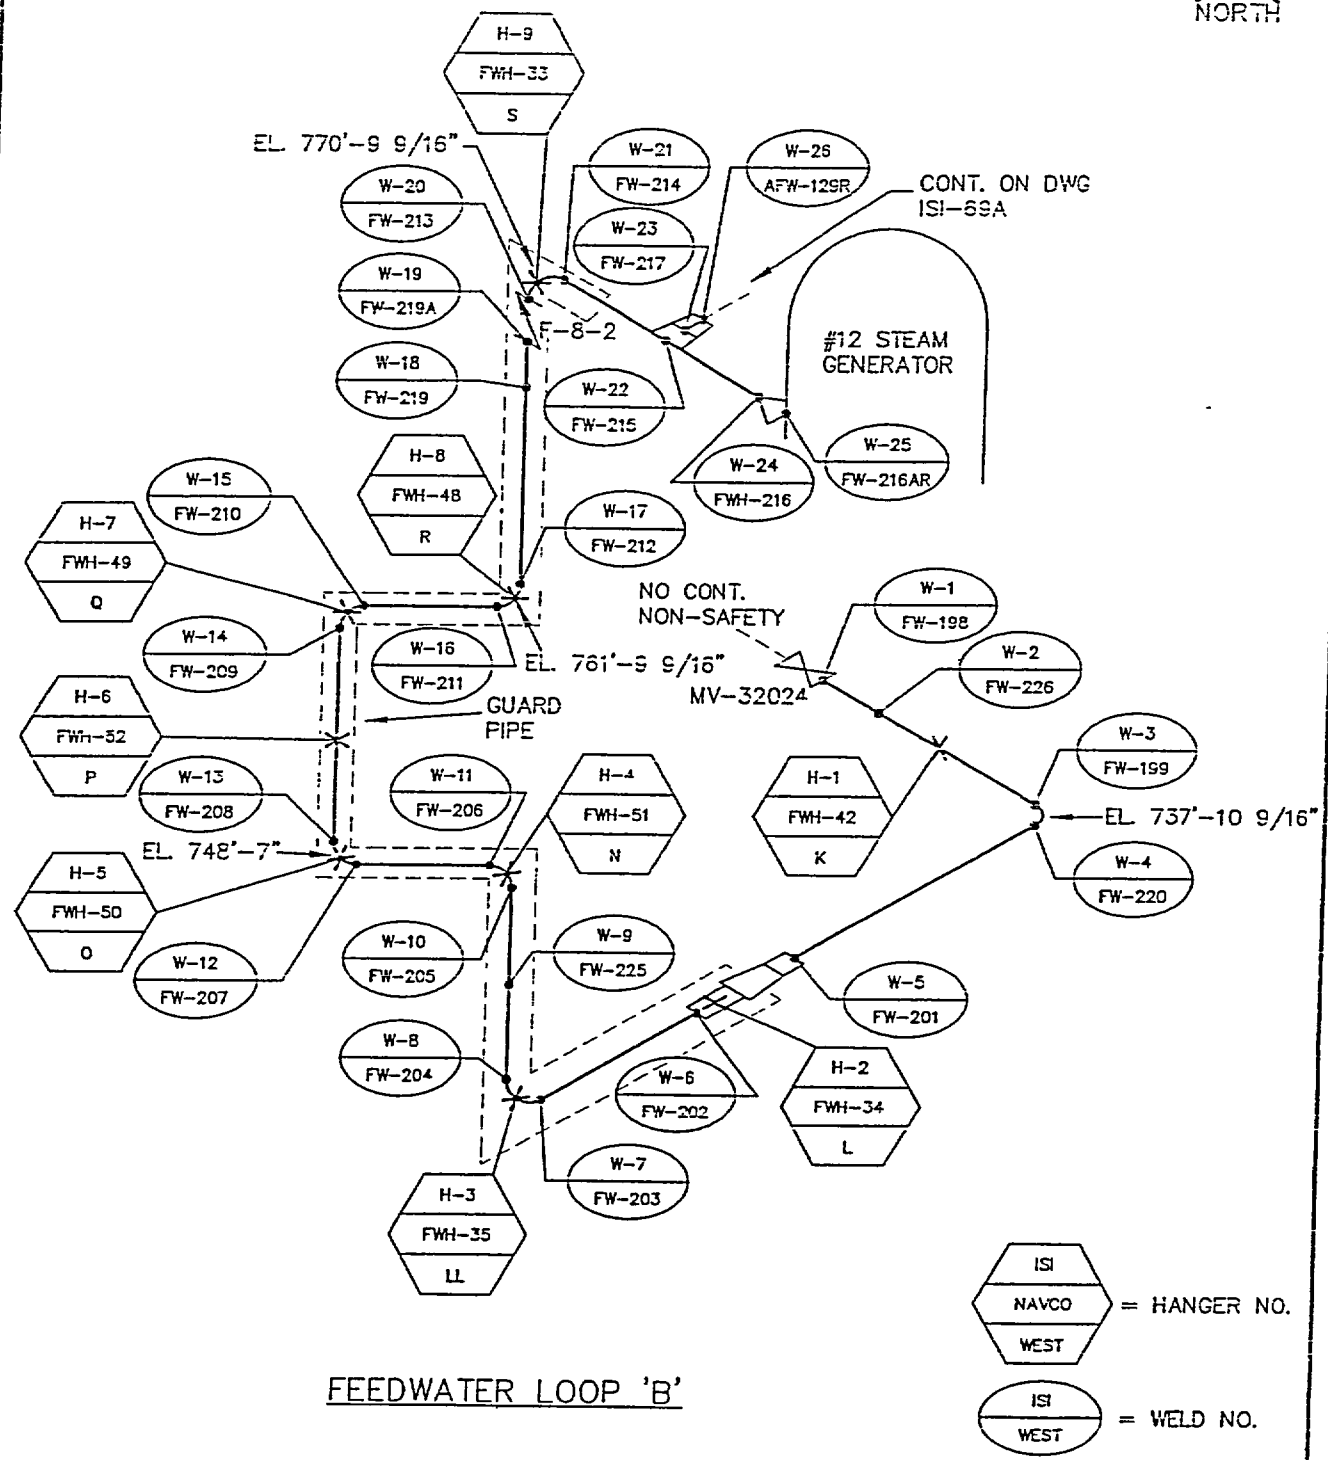 NORTH
H-9
FWH-33
S
EL. 770'-9 9/16"
W-21
FW-214
W-26
AFW-129R
W-20
FW-213
CONT. ON DWG
ISI-69A
W-23
FW-217
W-19
FW-219A
F-8-2
#12 STEAM
GENERATOR
W-18
FW-219
W-22
FW-215
H-8
FWH-48
R
W-24
FWH-216
W-25
FW-216AR
W-15
FW-210
H-7
FWH-49
Q
W-17
FW-212
NO CONT.
NON-SAFETY
W-1
FW-198
W-14
FW-209
W-16
FW-211
EL. 761'-9 9/16"
W-2
FW-226
MV-32024
H-6
FWH-52
P
GUARD
PIPE
W-3
FW-199
W-13
FW-208
W-11
FW-206
H-4
FWH-51
N
H-1
FWH-42
K
EL. 737'-10 9/16"
EL. 748'-7"
W-4
FW-220
H-5
FWH-50
O
W-10
FW-205
W-9
FW-225
W-12
FW-207
W-5
FW-201
W-8
FW-204
W-6
FW-202
H-2
FWH-34
L
W-7
FW-203
H-3
FWH-35
LL
ISI
NAVCO
WEST
= HANGER NO.
FEEDWATER LOOP 'B'
ISI
WEST
= WELD NO.